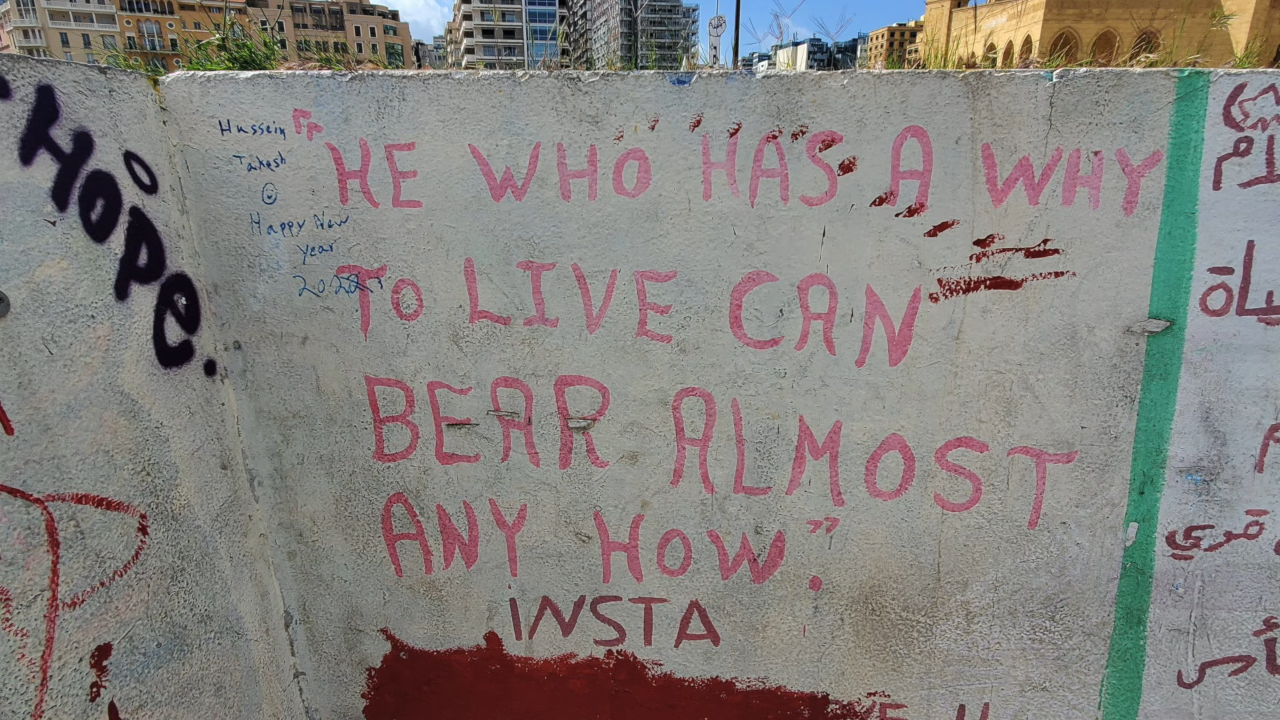 HOPE.
Hussein
Takesh
Happy New
year
"HE WHO HAS A WHY
TO LIVE CAN
BEAR ALMOST
ANY HOW."
INSTA